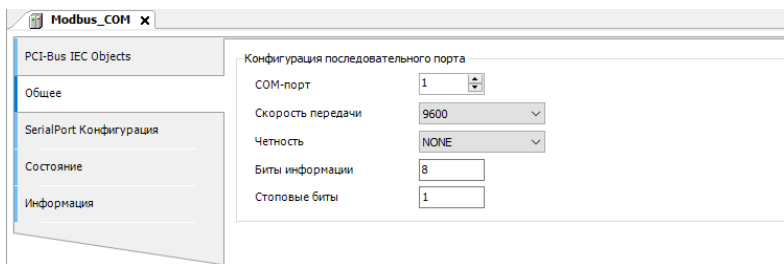 Modbus_COM x
PCI-Bus IEC Objects
Общее
SerialPort Конфигурация
Состояние
Информация
Конфигурация последовательного порта
COM-порт 1
Скорость передачи 9600
Четность NONE
Биты информации 8
Стоповые биты 1